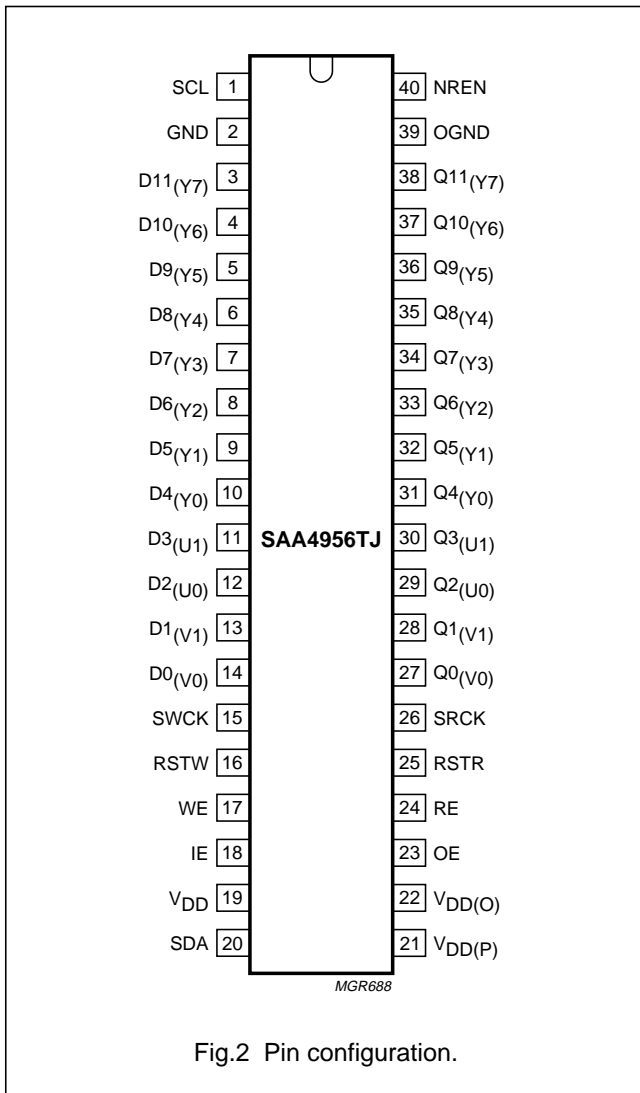 SCL 1 40 NREN
GND 2 39 OGND
D11(Y7) 3 38 Q11(Y7)
D10(Y6) 4 37 Q10(Y6)
D9(Y5) 5 36 Q9(Y5)
D8(Y4) 6 35 Q8(Y4)
D7(Y3) 7 34 Q7(Y3)
D6(Y2) 8 33 Q6(Y2)
D5(Y1) 9 32 Q5(Y1)
D4(Y0) 10 31 Q4(Y0)
D3(U1) 11 SAA4956TJ 30 Q3(U1)
D2(U0) 12 29 Q2(U0)
D1(V1) 13 28 Q1(V1)
D0(V0) 14 27 Q0(V0)
SWCK 15 26 SRCK
RSTW 16 25 RSTR
WE 17 24 RE
IE 18 23 OE
VDD 19 22 VDD(O)
SDA 20 21 VDD(P)
MGR688
Fig.2 Pin configuration.